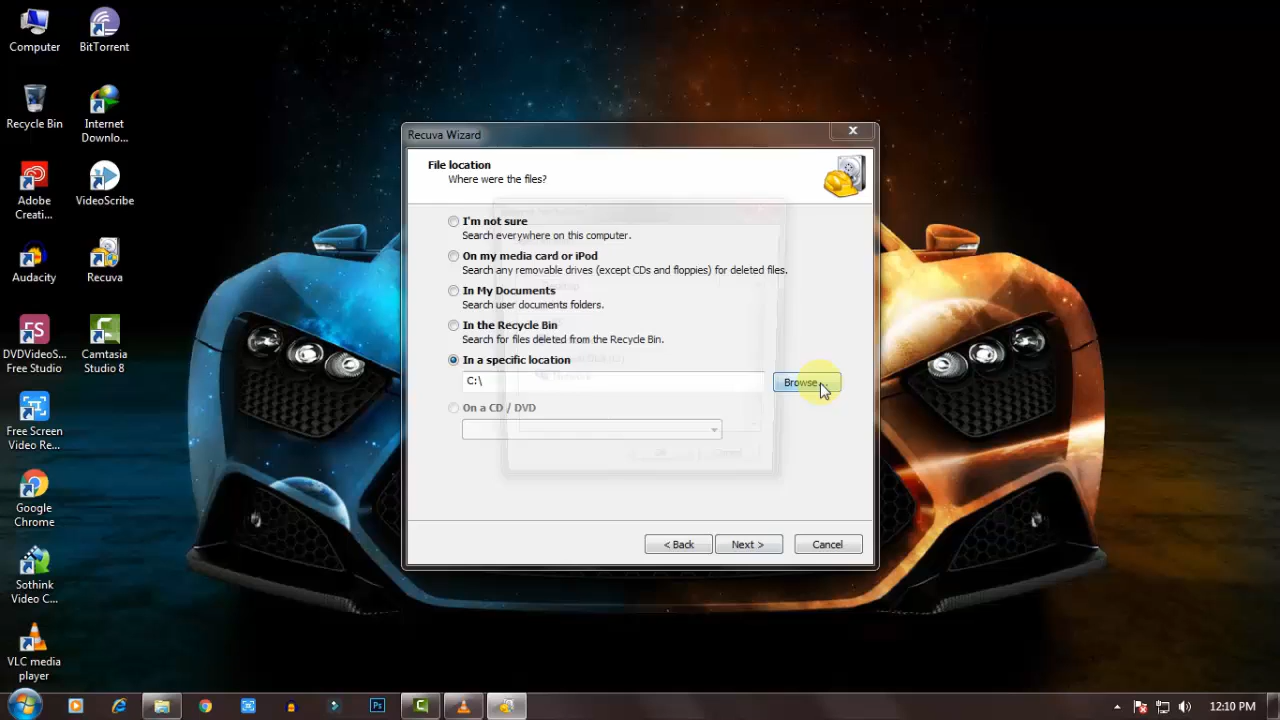 Computer
BitTorrent
Recycle Bin
Internet
Downlo...
Adobe
Creati...
VideoScribe
Audacity
Recuva
DVDVideoS...
Free Studio
Camtasia
Studio 8
Free Screen
Video Re...
Google
Chrome
Sothink
Video C...
VLC media
player
Recuva Wizard
File location
Where were the files?
I'm not sure
Search everywhere on this computer.
On my media card or iPod
Search any removable drives (except CDs and floppies) for deleted files.
In My Documents
Search user documents folders.
In the Recycle Bin
Search for files deleted from the Recycle Bin.
In a specific location
C:\
Browse...
On a CD / DVD
< Back
Next >
Cancel
Ps
12:10 PM